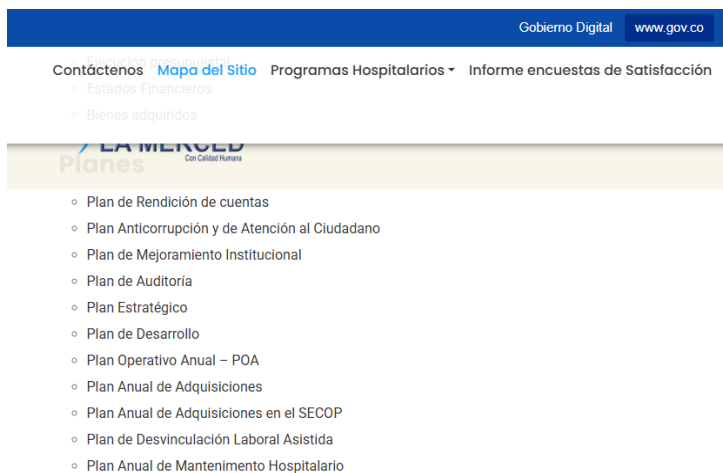 Gobierno Digital www.gov.co
Ejecución presupuestal
Contáctenos Mapa del Sitio Programas Hospitalarios Informe encuestas de Satisfacción
Estados Financieros
Bienes adquiridos
LA MERCED
Con Calidad Humana
Planes
Plan de Rendición de cuentas
Plan Anticorrupción y de Atención al Ciudadano
Plan de Mejoramiento Institucional
Plan de Auditoría
Plan Estratégico
Plan de Desarrollo
Plan Operativo Anual – POA
Plan Anual de Adquisiciones
Plan Anual de Adquisiciones en el SECOP
Plan de Desvinculación Laboral Asistida
Plan Anual de Mantenimento Hospitalario